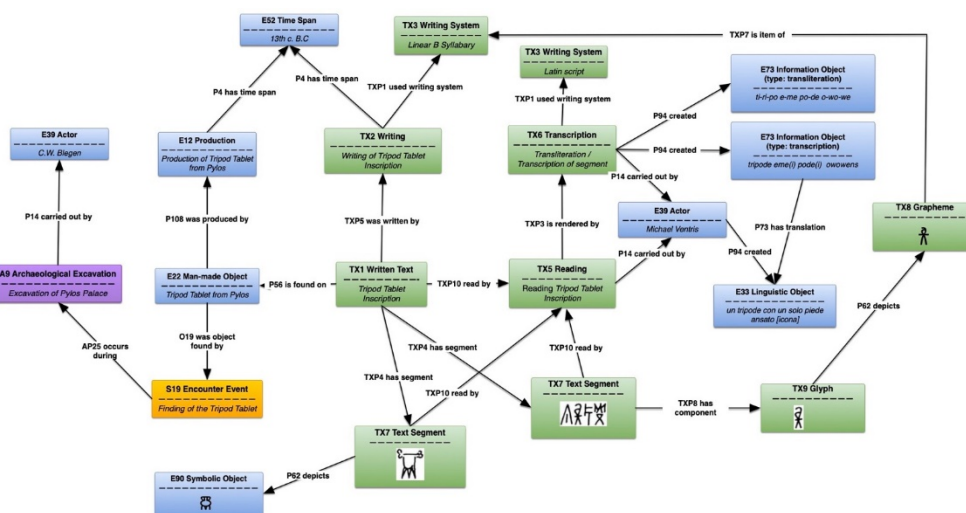 E52 Time Span
13th c. B.C
TX3 Writing System
Linear B Syllabary
TXP7 is item of
TX3 Writing System
Latin script
E73 Information Object
(type: transliteration)
ti-ri-po e-me po-de o-wo-we
P4 has time span
P4 has time span
TXP1 used writing system
TXP1 used writing system
P94 created
E39 Actor
C.W. Blegen
E12 Production
Production of Tripod Tablet
from Pylos
TX2 Writing
Writing of Tripod Tablet
Inscription
TX6 Transcription
Transliteration /
Transcription of segment
P94 created
E73 Information Object
(type: transcription)
tripode eme(i) pode(i) owowens
P14 carried out by
P14 carried out by
P108 was produced by
TXP5 was written by
TXP3 is rendered by
E39 Actor
Michael Ventris
P73 has translation
TX8 Grapheme
P14 carried out by
P94 created
A9 Archaeological Excavation
Excavation of Pylos Palace
E22 Man-made Object
Tripod Tablet from Pylos
P56 is found on
TX1 Written Text
Tripod Tablet
Inscription
TXP10 read by
TX5 Reading
Reading Tripod Tablet
Inscription
E33 Linguistic Object
un tripode con un solo piede
ansato [icona]
P62 depicts
AP25 occurs
during
O19 was object
found by
TXP4 has segment
TXP10 read by
TXP4 has segment
TXP10 read by
S19 Encounter Event
Finding of the Tripod Tablet
TX7 Text Segment
TXP8 has
component
TX9 Glyph
TX7 Text Segment
P62 depicts
E90 Symbolic Object